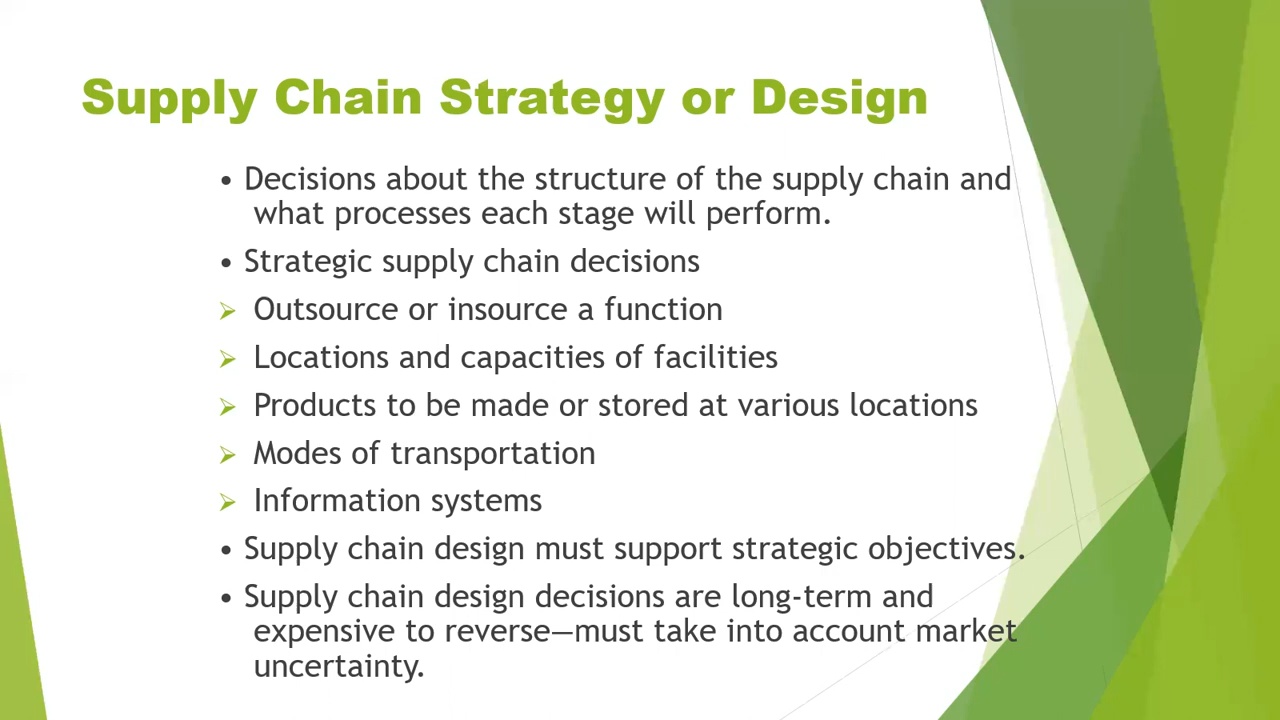 Supply Chain Strategy or Design
• Decisions about the structure of the supply chain and
what processes each stage will perform.
• Strategic supply chain decisions
➢ Outsource or insource a function
➢ Locations and capacities of facilities
➢ Products to be made or stored at various locations
➢ Modes of transportation
➢ Information systems
• Supply chain design must support strategic objectives.
• Supply chain design decisions are long-term and
expensive to reverse—must take into account market
uncertainty.